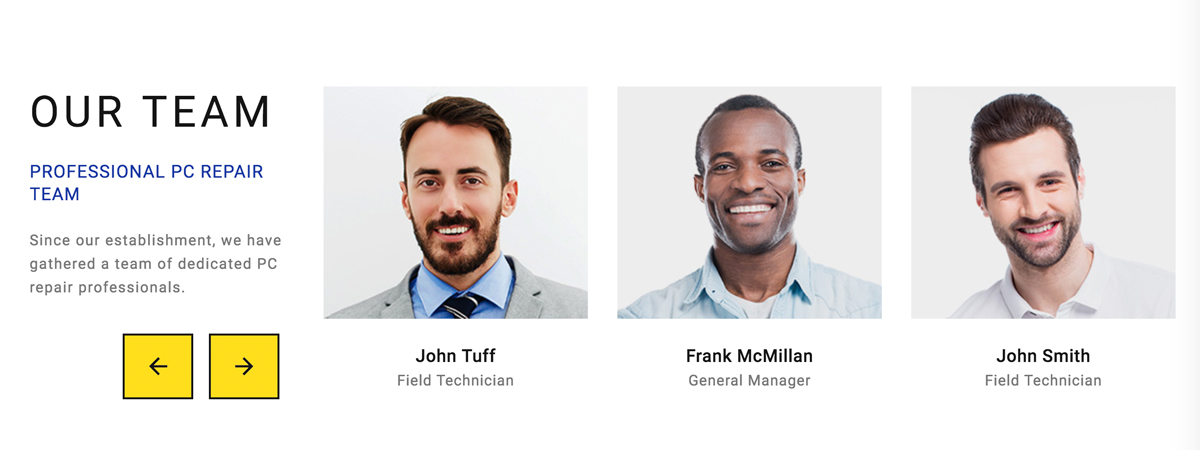 OUR TEAM
PROFESSIONAL PC REPAIR
TEAM
Since our establishment, we have
gathered a team of dedicated PC
repair professionals.
John Tuff
Field Technician
Frank McMillan
General Manager
John Smith
Field Technician